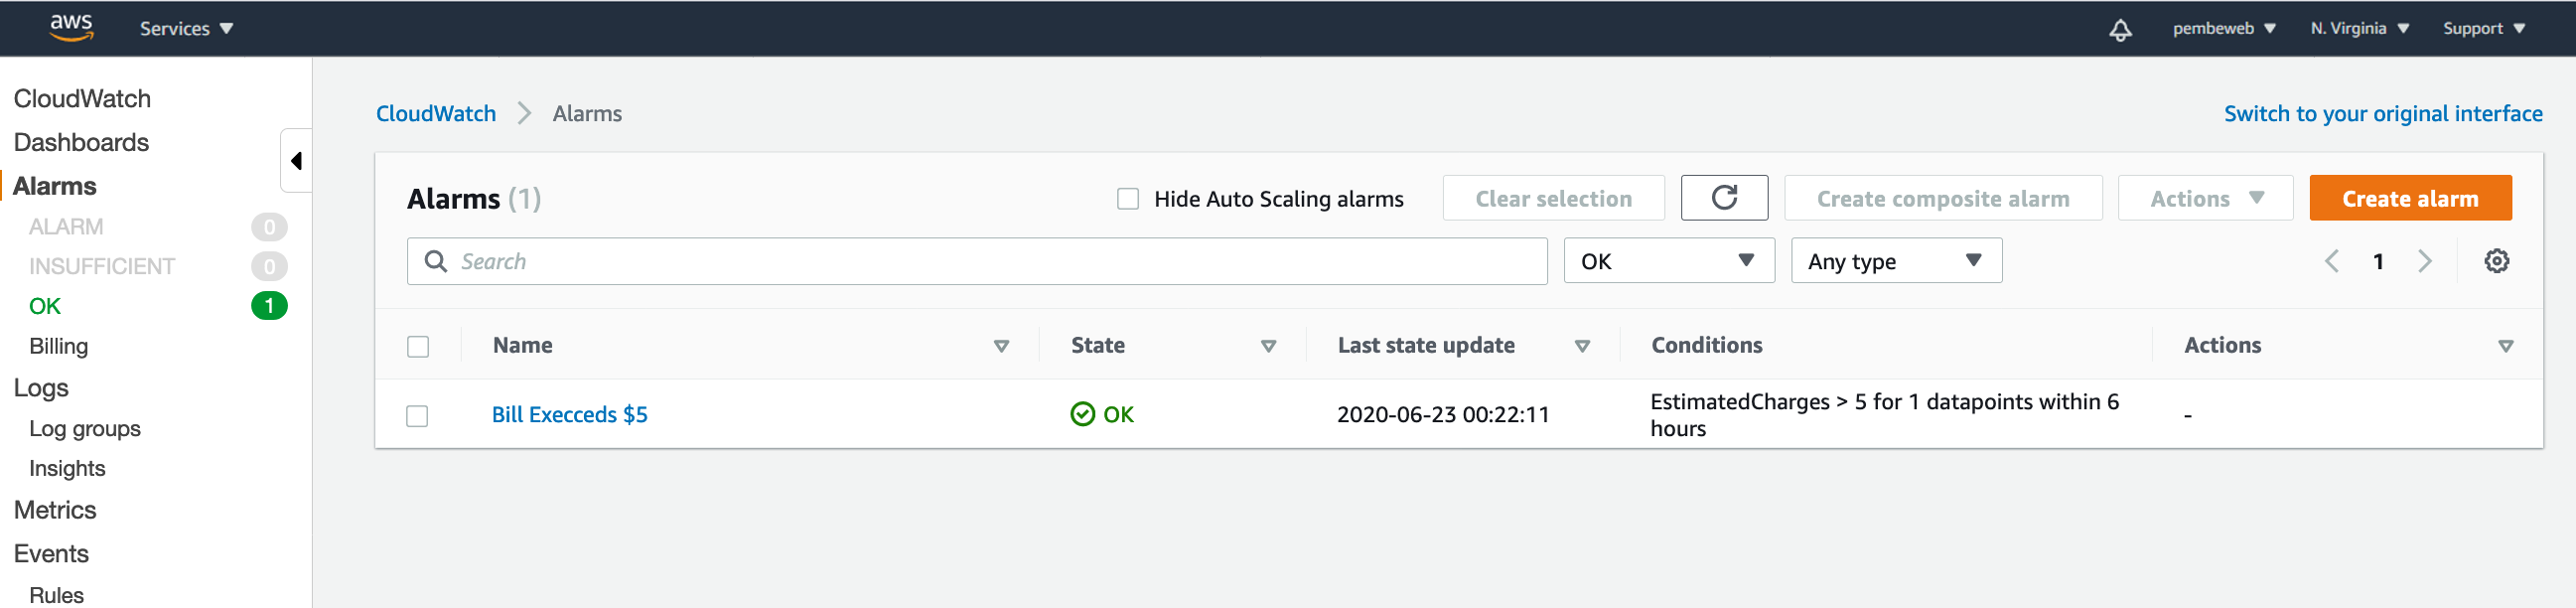 aws
Services
pembeweb
N. Virginia
Support
CloudWatch
Dashboards
Alarms
ALARM 0
INSUFFICIENT 0
OK 1
Billing
Logs
Log groups
Insights
Metrics
Events
Rules
CloudWatch > Alarms
Switch to your original interface
Alarms (1)
Hide Auto Scaling alarms
Clear selection
Create composite alarm
Actions
Create alarm
Search
OK
Any type
1
Name State Last state update Conditions Actions
Bill Execceds $5
OK
2020-06-23 00:22:11
EstimatedCharges > 5 for 1 datapoints within 6
hours
-